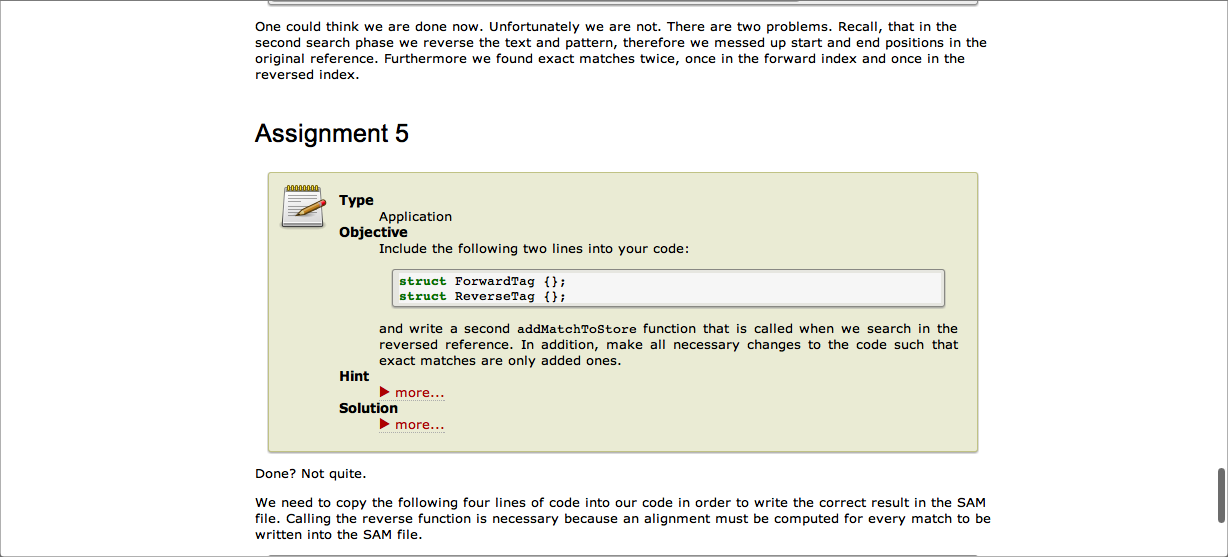 One could think we are done now. Unfortunately we are not. There are two problems. Recall, that in the
second search phase we reverse the text and pattern, therefore we messed up start and end positions in the
original reference. Furthermore we found exact matches twice, once in the forward index and once in the
reversed index.
Assignment 5
Type
Application
Objective
Include the following two lines into your code:
struct ForwardTag {};
struct ReverseTag {};
and write a second addMatchToStore function that is called when we search in the
reversed reference. In addition, make all necessary changes to the code such that
exact matches are only added ones.
Hint
more...
Solution
more...
Done? Not quite.
We need to copy the following four lines of code into our code in order to write the correct result in the SAM
file. Calling the reverse function is necessary because an alignment must be computed for every match to be
written into the SAM file.